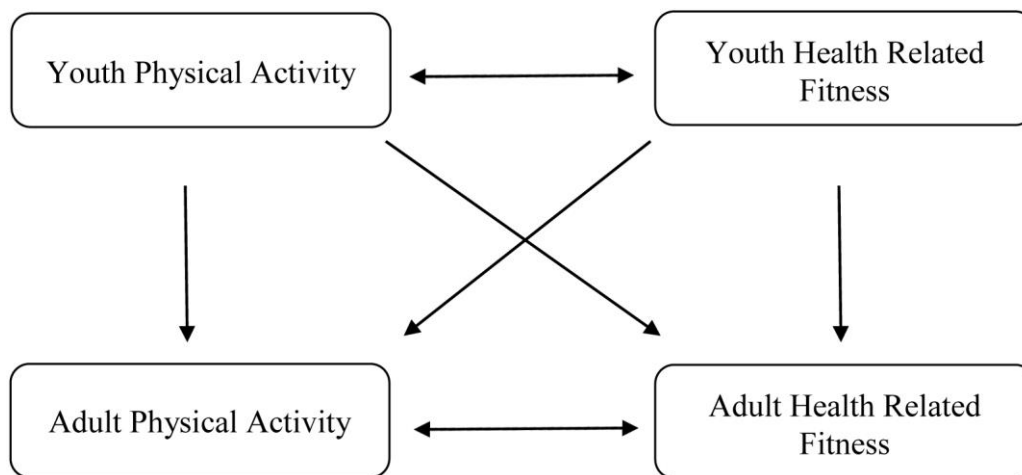 Youth Physical Activity
Youth Health Related
Fitness
Adult Physical Activity
Adult Health Related
Fitness